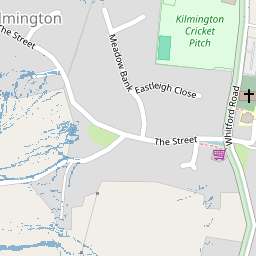 lmington
Kilmington
Cricket
Pitch
The Street
Meadow Bank
Eastleigh Close
Whitford Road
The Street